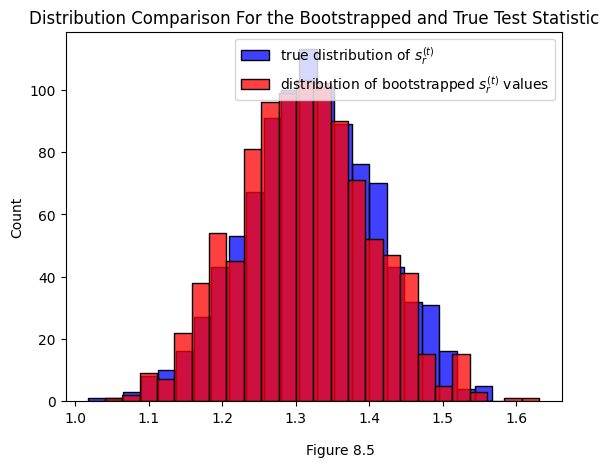 Distribution Comparison For the Bootstrapped and True Test Statistic
true distribution of $s_r^{(t)}$
distribution of bootstrapped $s_r^{(t)}$ values
Count
100
80
60
40
20
0
1.0 1.1 1.2 1.3 1.4 1.5 1.6
Figure 8.5